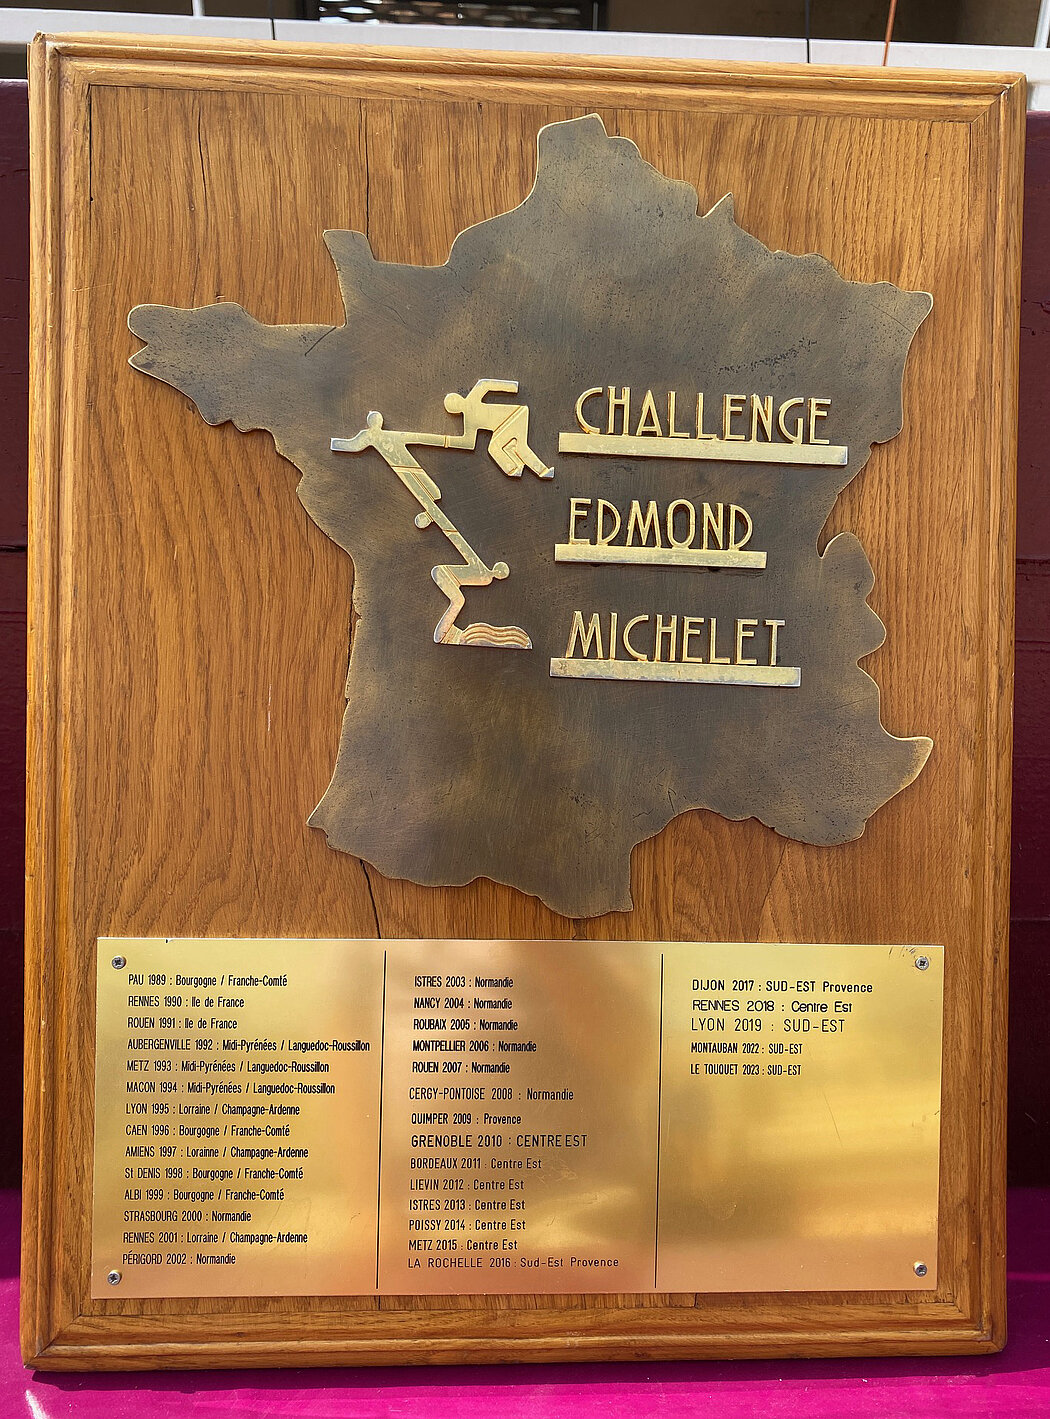 CHALLENGE
EDMOND
MICHELET
PAU 1989 : Bourgogne / Franche-Comté
RENNES 1990 : Ile de France
ROUEN 1991 : Ile de France
AUBERGENVILLE 1992 : Midi-Pyrénées / Languedoc-Roussillon
METZ 1993 : Midi-Pyrénées / Languedoc-Roussillon
MACON 1994 : Midi-Pyrénées / Languedoc-Roussillon
LYON 1995 : Lorraine / Champagne-Ardenne
CAEN 1996 : Bourgogne / Franche-Comté
AMIENS 1997 : Lorainne / Champagne-Ardenne
St DENIS 1998 : Bourgogne / Franche-Comté
ALBI 1999 : Bourgogne / Franche-Comté
STRASBOURG 2000 : Normandie
RENNES 2001 : Lorraine / Champagne-Ardenne
PÉRIGORD 2002 : Normandie
ISTRES 2003 : Normandie
NANCY 2004 : Normandie
ROUBAIX 2005 : Normandie
MONTPELLIER 2006 : Normandie
ROUEN 2007 : Normandie
CERGY-PONTOISE 2008 : Normandie
QUIMPER 2009 : Provence
GRENOBLE 2010 : CENTRE EST
BORDEAUX 2011 : Centre Est
LIEVIN 2012 : Centre Est
ISTRES 2013 : Centre Est
POISSY 2014 : Centre Est
METZ 2015 : Centre Est
LA ROCHELLE 2016 : Sud-Est Provence
DIJON 2017 : SUD-EST Provence
RENNES 2018 : Centre Est
LYON 2019 : SUD-EST
MONTAUBAN 2022 : SUD-EST
LE TOUQUET 2023 : SUD-EST